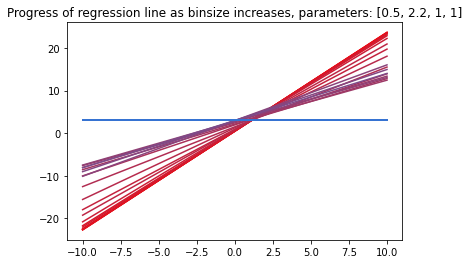 Progress of regression line as binsize increases, parameters: [0.5, 2.2, 1, 1]
20
10
0
−10
−20
−10.0 −7.5 −5.0 −2.5 0.0 2.5 5.0 7.5 10.0